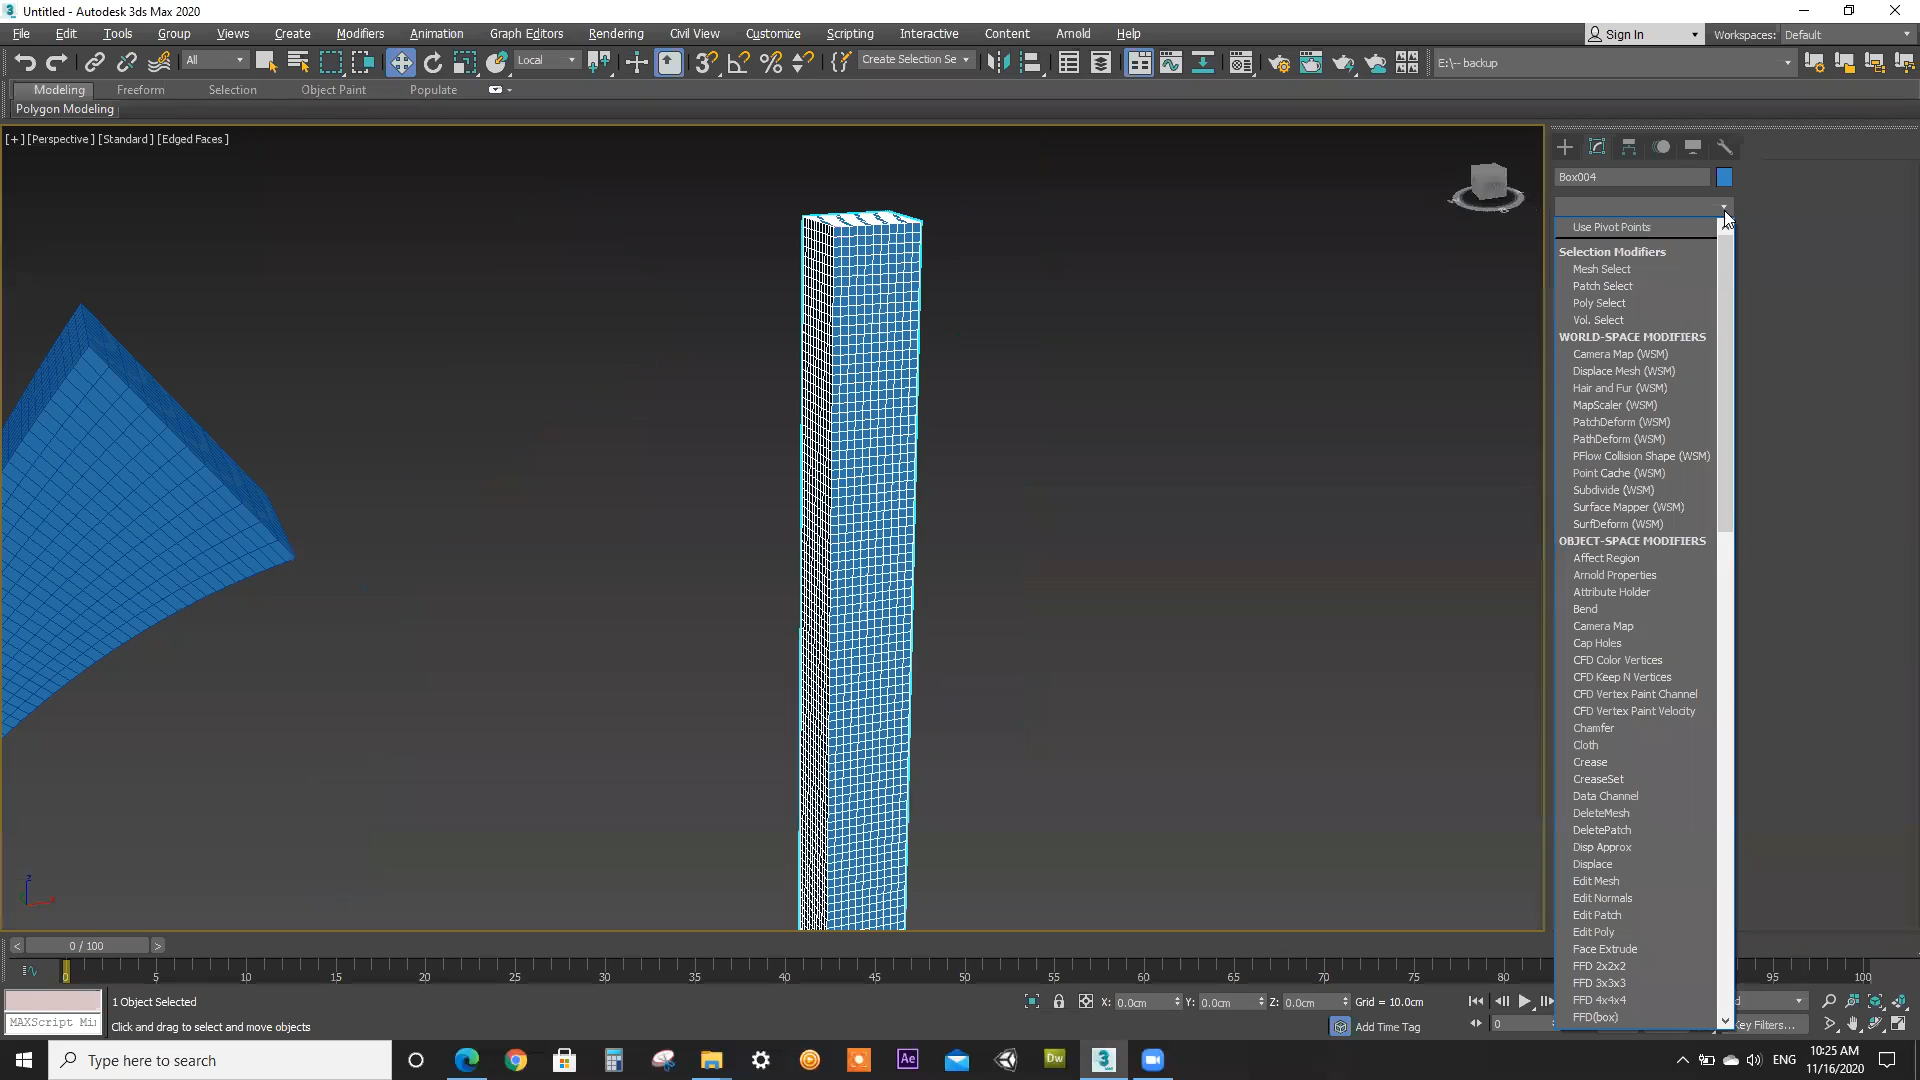 Untitled - Autodesk 3ds Max 2020
File Edit Tools Group Views Create Modifiers Animation Graph Editors Rendering Civil View Customize Scripting Interactive Content Arnold Help
Sign In
Workspaces: Default
All
Local
Create Selection Se
E:\-- backup
Modeling Freeform Selection Object Paint Populate
Polygon Modeling
[+] [Perspective] [Standard] [Edged Faces]
Box004
Use Pivot Points
Selection Modifiers
Mesh Select
Patch Select
Poly Select
Vol. Select
WORLD-SPACE MODIFIERS
Camera Map (WSM)
Displace Mesh (WSM)
Hair and Fur (WSM)
MapScaler (WSM)
PatchDeform (WSM)
PathDeform (WSM)
PFlow Collision Shape (WSM)
Point Cache (WSM)
Subdivide (WSM)
Surface Mapper (WSM)
SurfDeform (WSM)
OBJECT-SPACE MODIFIERS
Affect Region
Arnold Properties
Attribute Holder
Bend
Camera Map
Cap Holes
CFD Color Vertices
CFD Keep N Vertices
CFD Vertex Paint Channel
CFD Vertex Paint Velocity
Chamfer
Cloth
Crease
CreaseSet
Data Channel
DeleteMesh
DeletePatch
Disp Approx
Displace
Edit Mesh
Edit Normals
Edit Patch
Edit Poly
Face Extrude
FFD 2x2x2
FFD 3x3x3
FFD 4x4x4
FFD(box)
z
< 0 / 100 >
0 5 10 15 20 25 30 35 40 45 50 55 60 65 70 75 80 95 100
1 Object Selected
X: 0.0cm Y: 0.0cm Z: 0.0cm Grid = 10.0cm
MAXScript Mi
Click and drag to select and move objects
Add Time Tag
0
Key Filters...
Type here to search
Ae
Dw
3
ENG
10:25 AM
11/16/2020